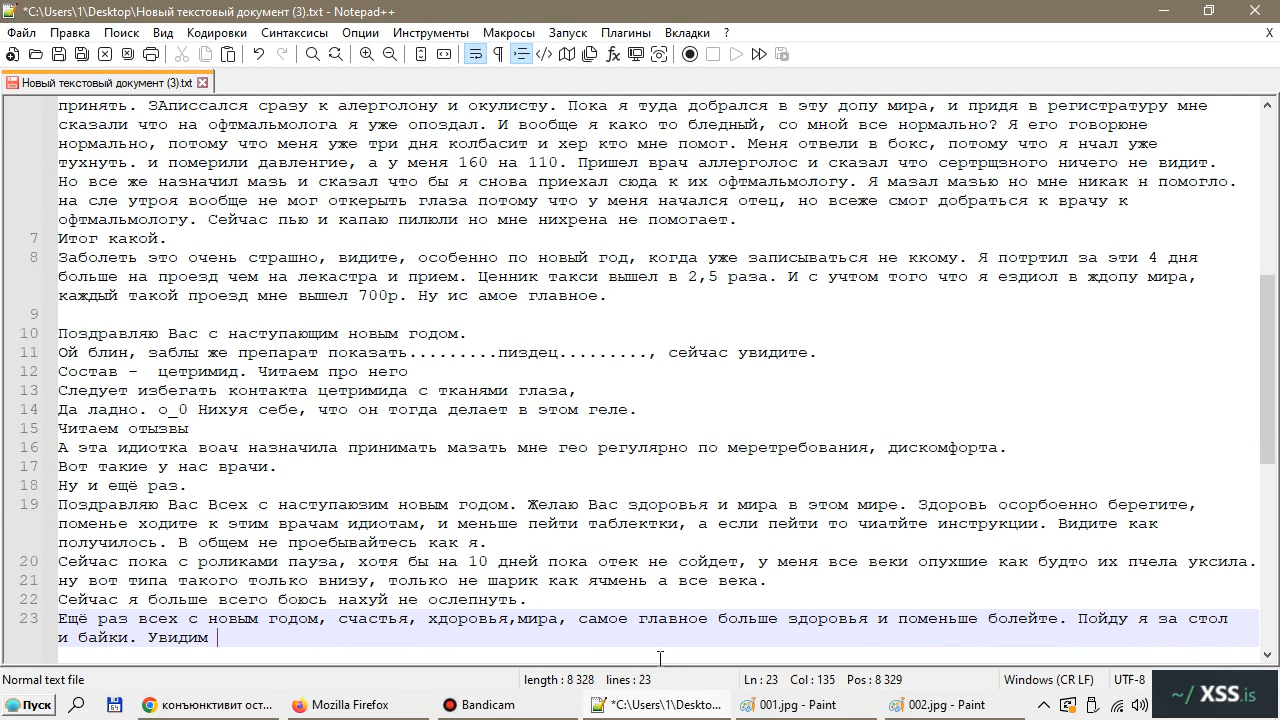 *C:\Users\1\Desktop\Новый текстовый документ (3).txt - Notepad++
Файл Правка Поиск Вид Кодировки Синтаксисы Опции Инструменты Макросы Запуск Плагины Вкладки ? X
Новый текстовый документ (3).txt
принять. ЗАписсался сразу к алерголону и окулисту. Пока я туда добрался в эту допу мира, и придя в регистратуру мне
сказали что на офтмальмолога я уже опоздал. И вообще я како то бледный, со мной все нормально? Я его говорюне
нормально, потому что меня уже три дня колбасит и хер кто мне помог. Меня отвели в бокс, потому что я нчал уже
тухнуть. и померили давленгие, а у меня 160 на 110. Пришел врач аллерголос и сказал что сертрщзного ничего не видит.
Но все же назначил мазь и сказал что бы я снова приехал сюда к их офтмальмологу. Я мазал мазью но мне никак н помогло.
на сле утроя вообще не мог открыть глаза потому что у меня начался отец, но всеже смог добраться к врачу к
офтмальмологу. Сейчас пью и капаю пилюли но мне нихрена не помогает.
7 Итог какой.
8 Заболеть это очень страшно, видите, особенно по новый год, когда уже записываться не ккому. Я потртил за эти 4 дня
больше на проезд чем на лекастра и прием. Ценник такси вышел в 2,5 раза. И с учтом того что я ездиол в ждопу мира,
каждый такой проезд мне вышел 700р. Ну ис амое главное.
9
10 Поздравляю Вас с наступающим новым годом.
11 Ой блин, заблы же препарат показать.........пиздец........., сейчас увидите.
12 Состав -  цетримид. Читаем про него
13 Следует избегать контакта цетримида с тканями глаза,
14 Да ладно. о_0 Нихуя себе, что он тогда делает в этом геле.
15 Читаем отызвы
16 А эта идиотка воач назначила принимать мазать мне гео регулярно по меретребования, дискомфорта.
17 Вот такие у нас врачи.
18 Ну и ещё раз.
19 Поздравляю Вас Всех с наступаюзим новым годом. Желаю Вас здоровья и мира в этом мире. Здоровь осорбоенно берегите,
поменье ходите к этим врачам идиотам, и меньше пейти таблектки, а если пейти то чиатйте инструкции. Видите как
получилось. В общем не проебывайтесь как я.
20 Сейчас пока с роликами пауза, хотя бы на 10 дней пока отек не сойдет, у меня все веки опухшие как будто их пчела уксила.
21 ну вот типа такого только внизу, только не шарик как ячмень а все века.
22 Сейчас я больше всего боюсь нахуй не ослепнуть.
23 Ещё раз всех с новым годом, счастья, хдоровья,мира, самое главное больше здоровья и поменьше болейте. Пойду я за стол
и байки. Увидим
Normal text file length : 8 328 lines : 23 Ln : 23 Col : 135 Pos : 8 329 Windows (CR LF) UTF-8
Пуск конъюнктивит ост... Mozilla Firefox Bandicam *C:\Users\1\Deskto... 001.jpg - Paint 002.jpg - Paint
~/ XSS.is